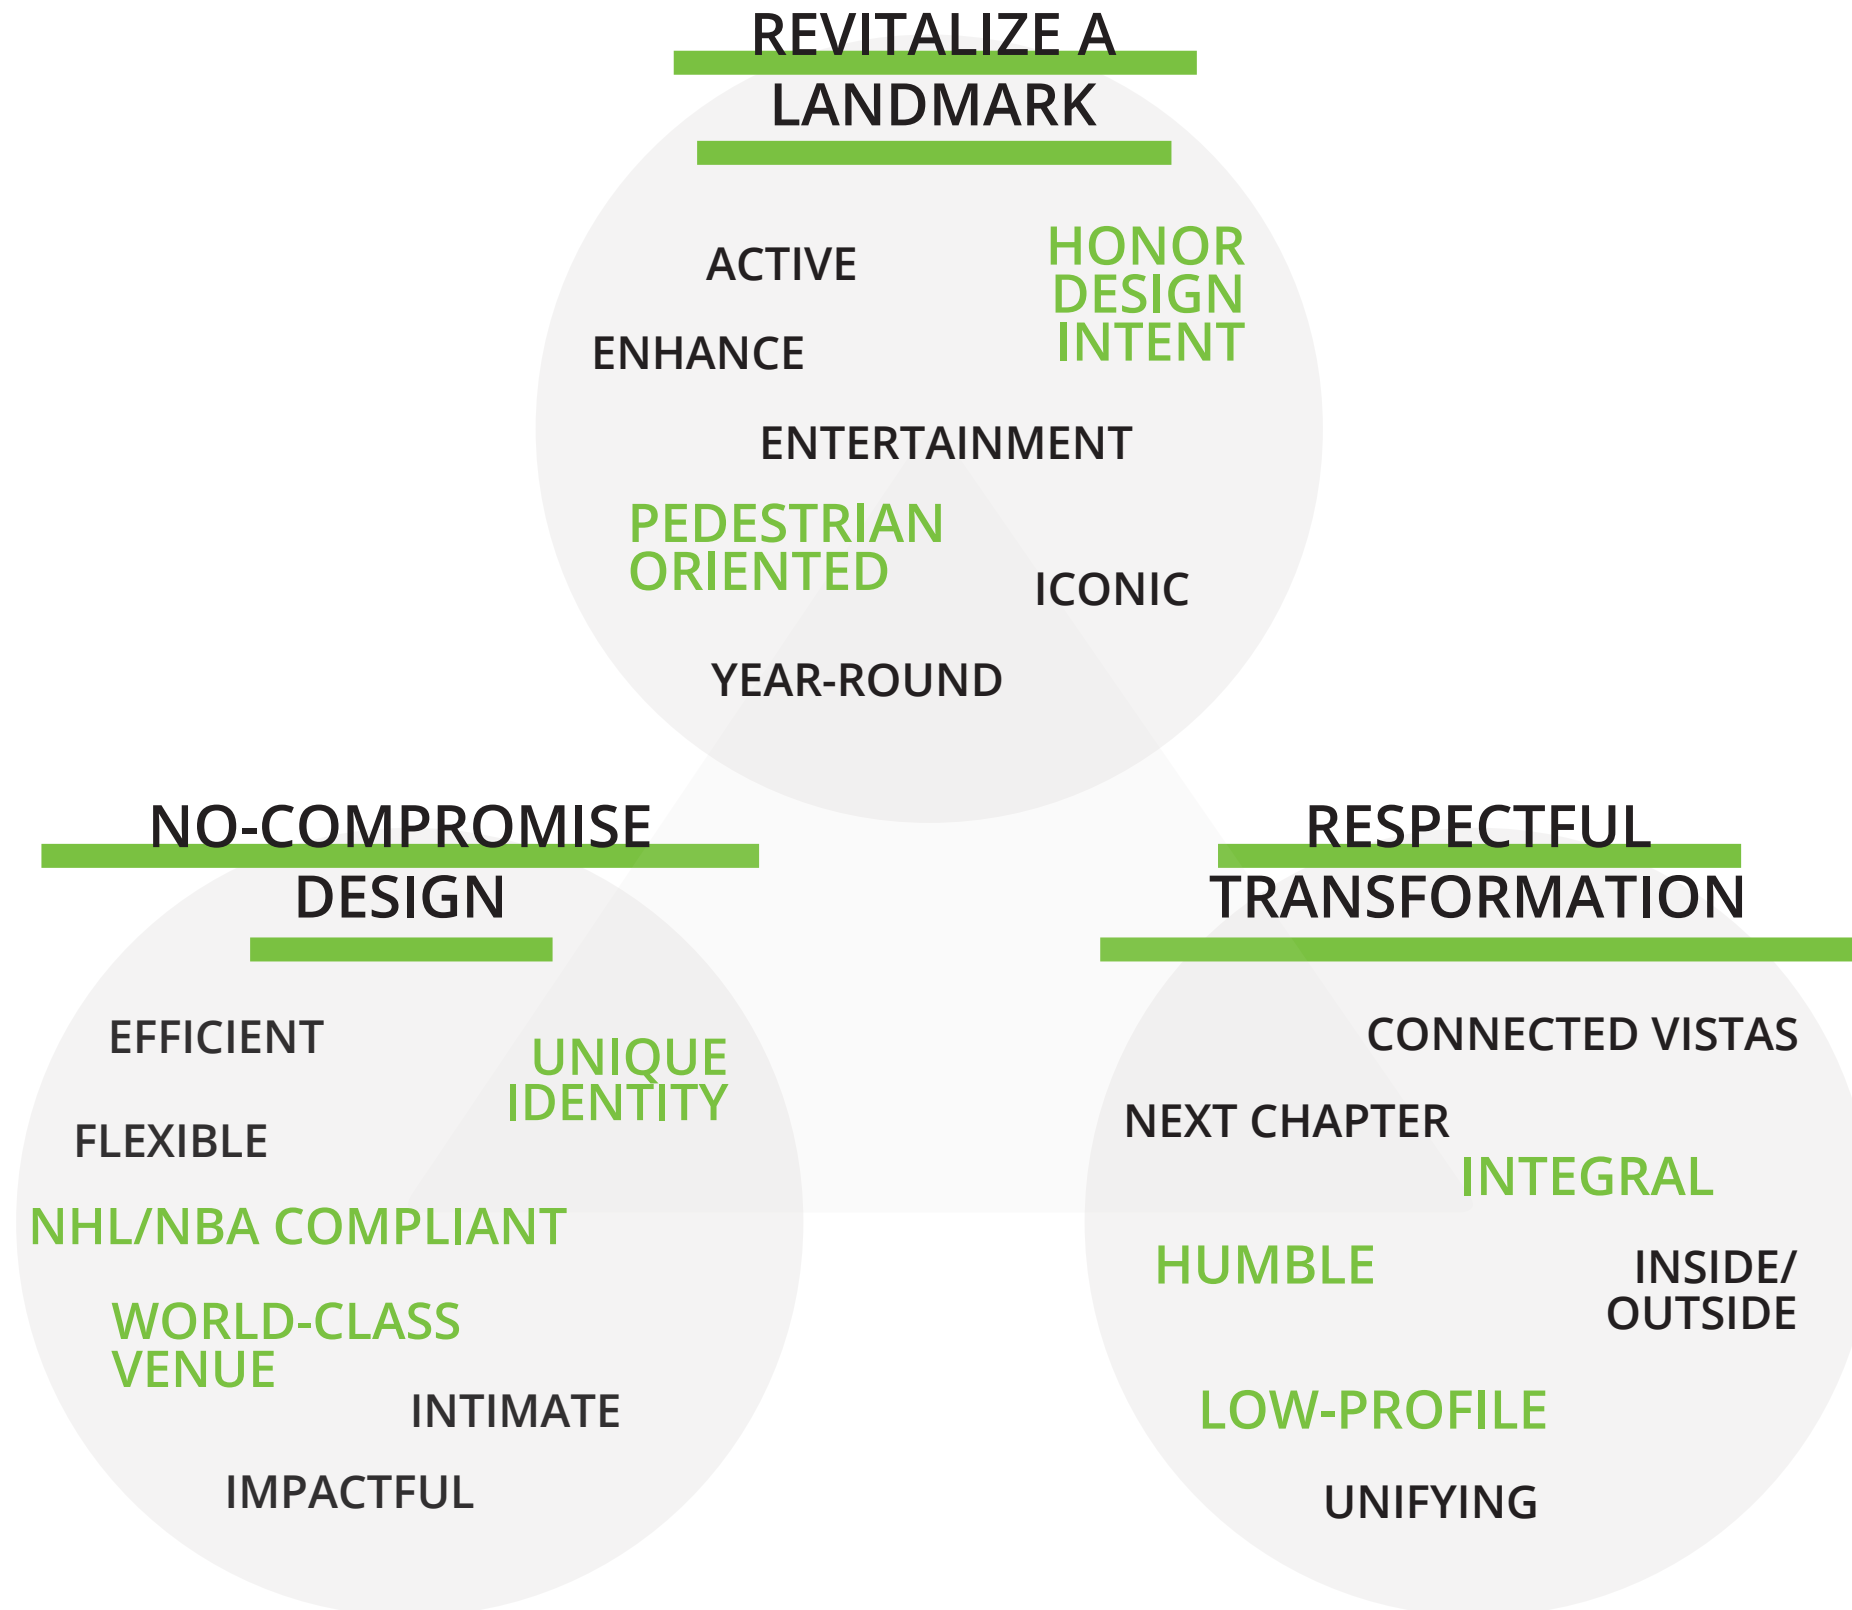 REVITALIZE A
LANDMARK
ACTIVE
HONOR
DESIGN
INTENT
ENHANCE
ENTERTAINMENT
PEDESTRIAN
ORIENTED
ICONIC
YEAR-ROUND
NO-COMPROMISE
DESIGN
EFFICIENT
UNIQUE
IDENTITY
FLEXIBLE
NHL/NBA COMPLIANT
WORLD-CLASS
VENUE
INTIMATE
IMPACTFUL
RESPECTFUL
TRANSFORMATION
CONNECTED VISTAS
NEXT CHAPTER
INTEGRAL
HUMBLE
INSIDE/
OUTSIDE
LOW-PROFILE
UNIFYING